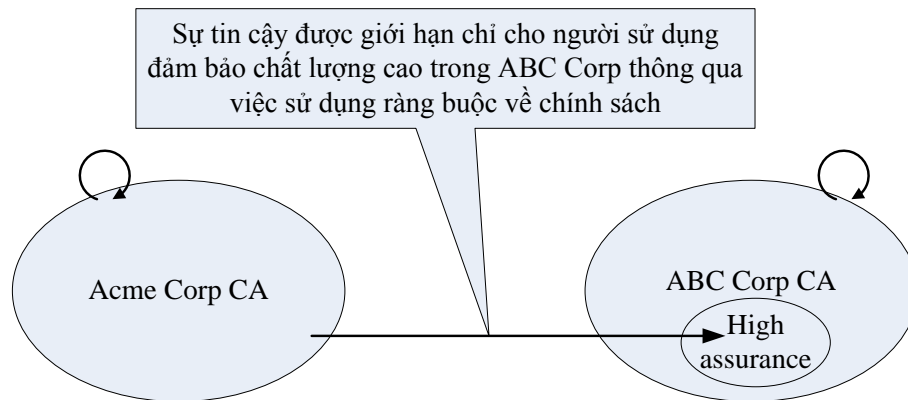 Sự tin cậy được giới hạn chỉ cho người sử dụng
đảm bảo chất lượng cao trong ABC Corp thông qua
việc sử dụng ràng buộc về chính sách
Acme Corp CA
ABC Corp CA
High
assurance